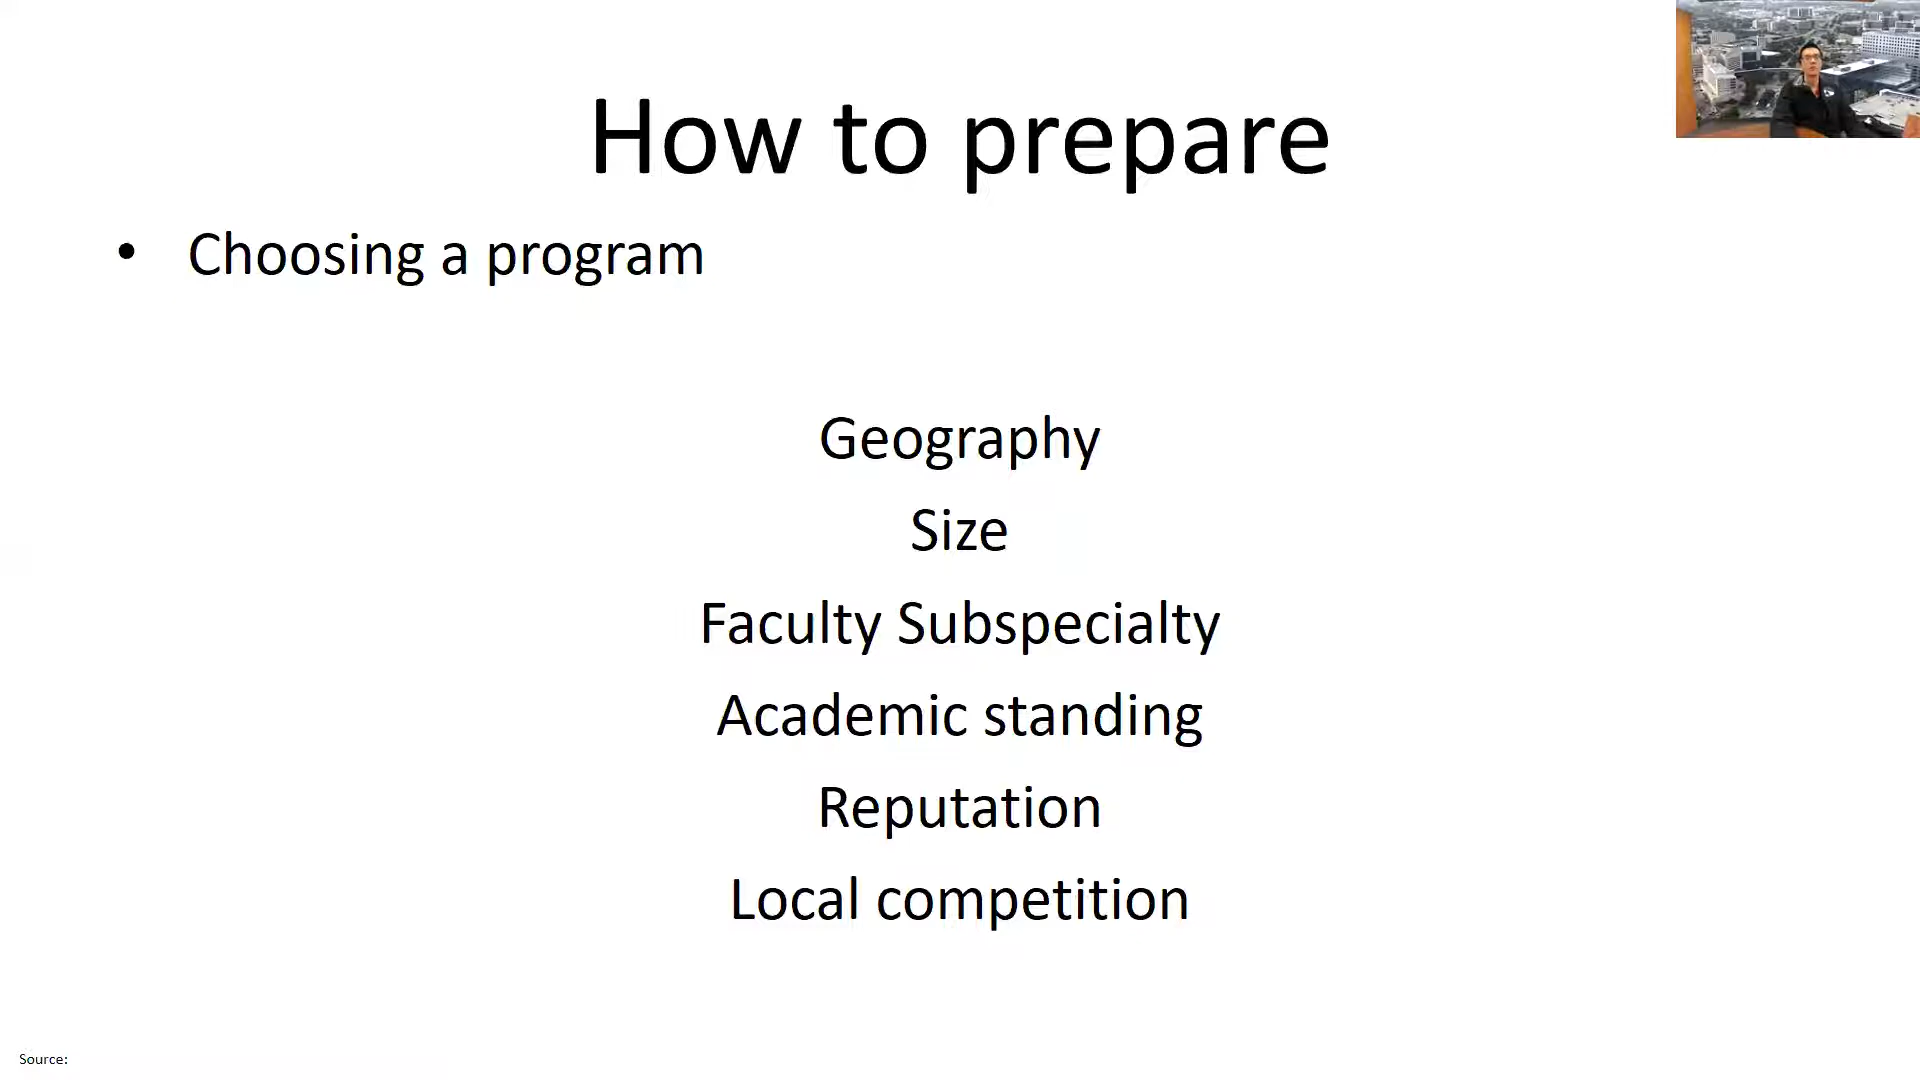 How to prepare
• Choosing a program
Geography
Size
Faculty Subspecialty
Academic standing
Reputation
Local competition
Source: